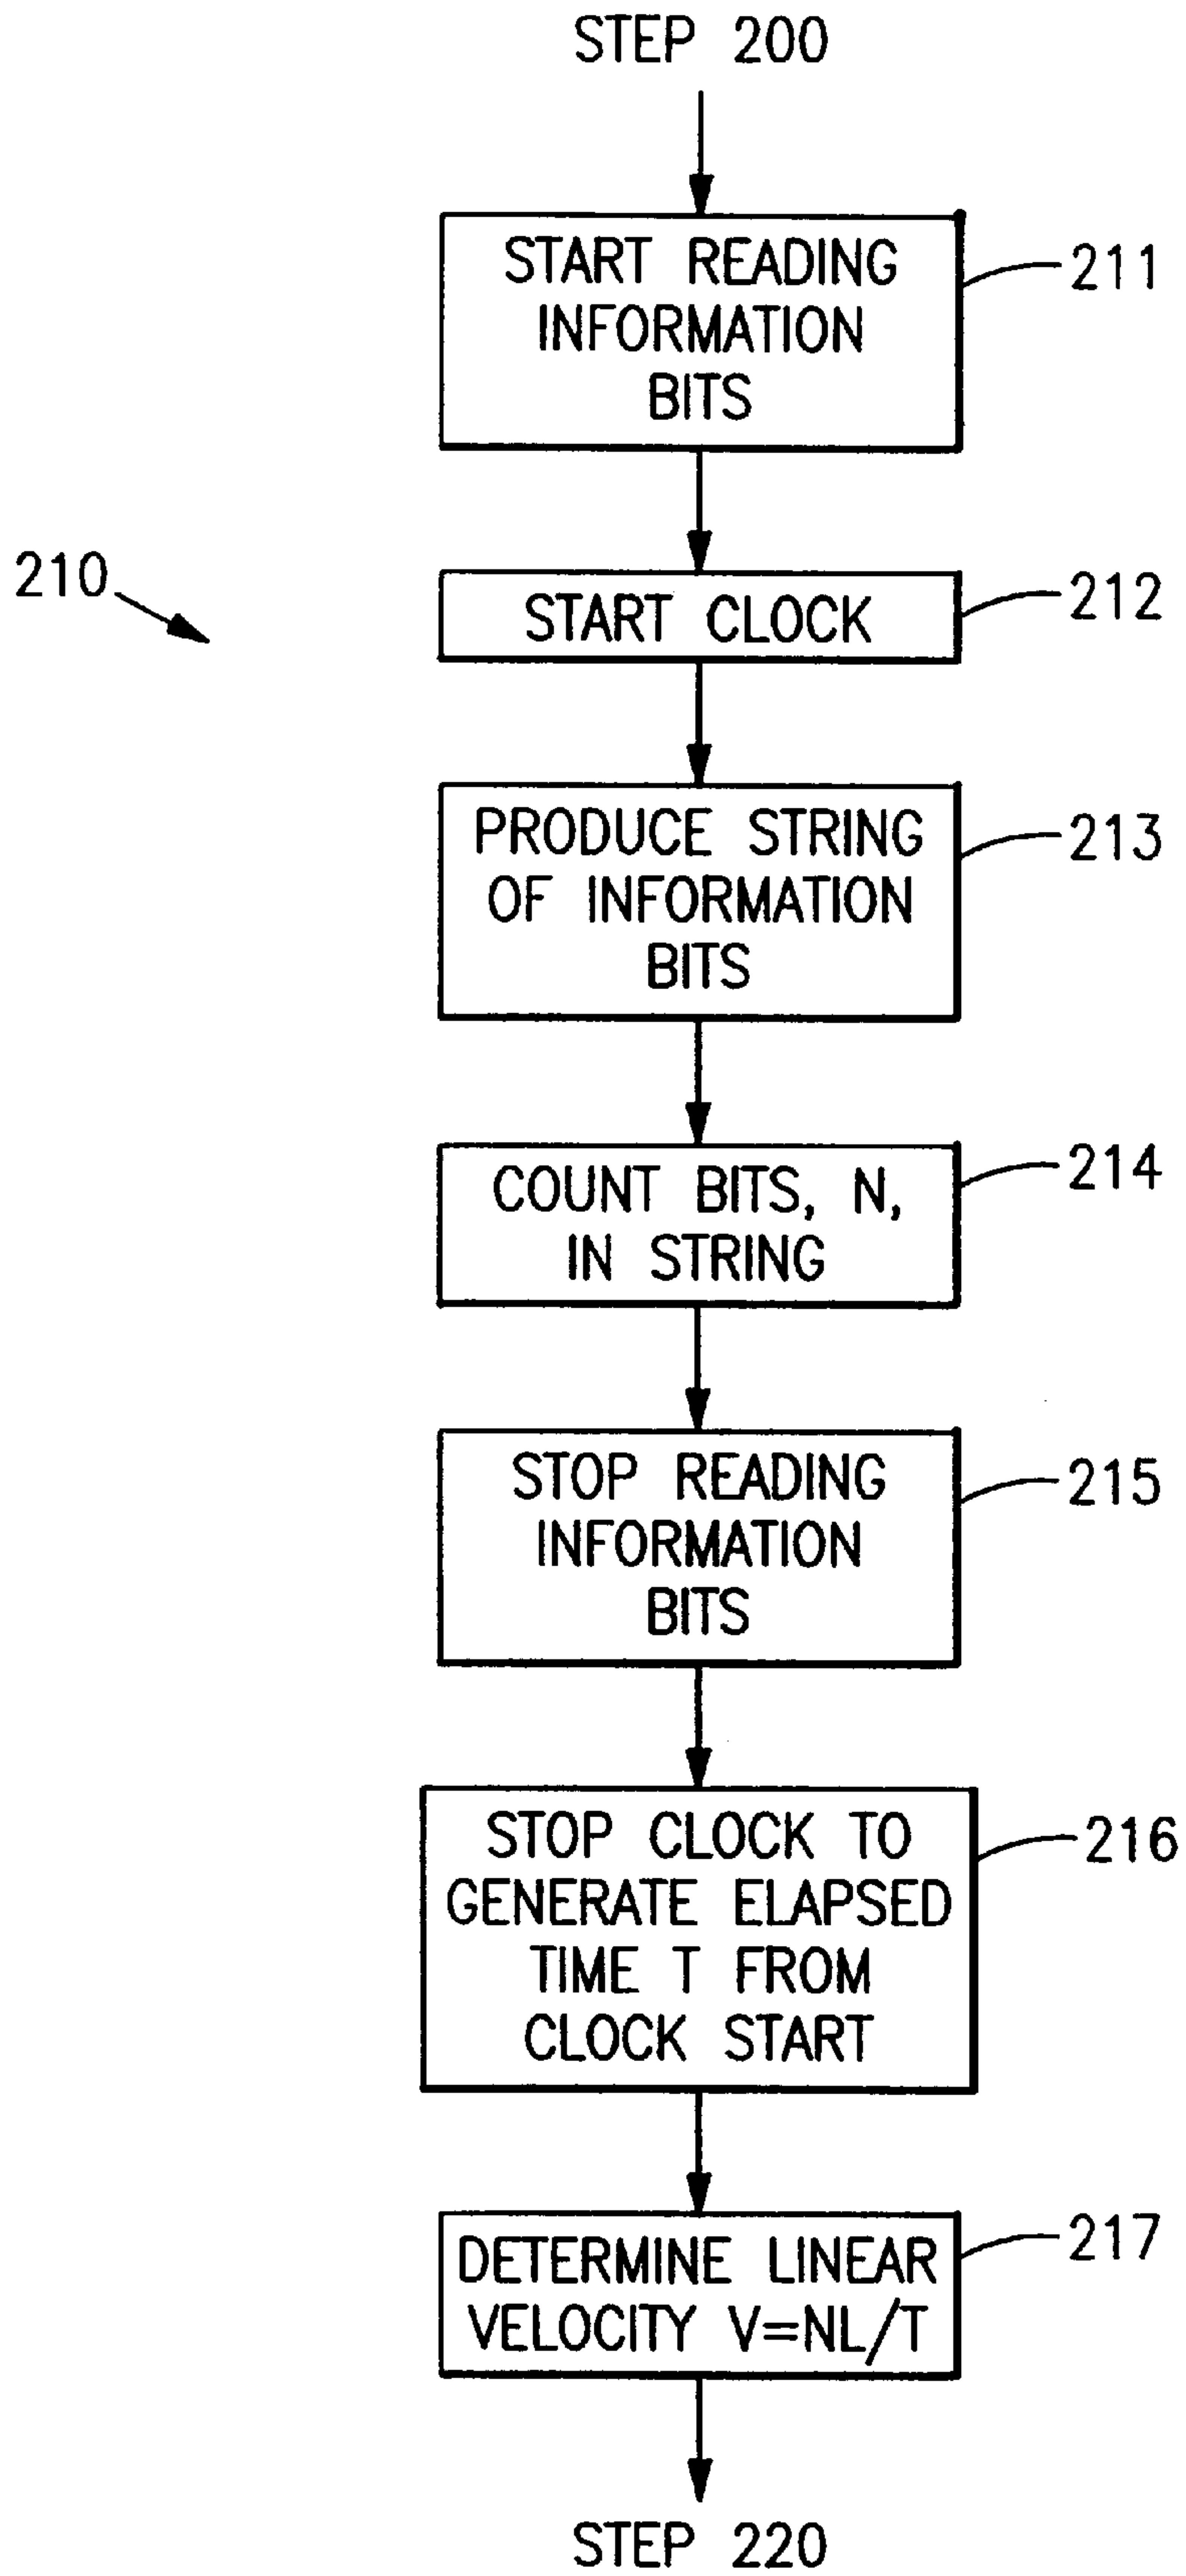 STEP 200
START READING
INFORMATION
BITS
211
210
START CLOCK
212
PRODUCE STRING
OF INFORMATION
BITS
213
COUNT BITS, N,
IN STRING
214
STOP READING
INFORMATION
BITS
215
STOP CLOCK TO
GENERATE ELAPSED
TIME T FROM
CLOCK START
216
DETERMINE LINEAR
VELOCITY V=NL/T
217
STEP 220